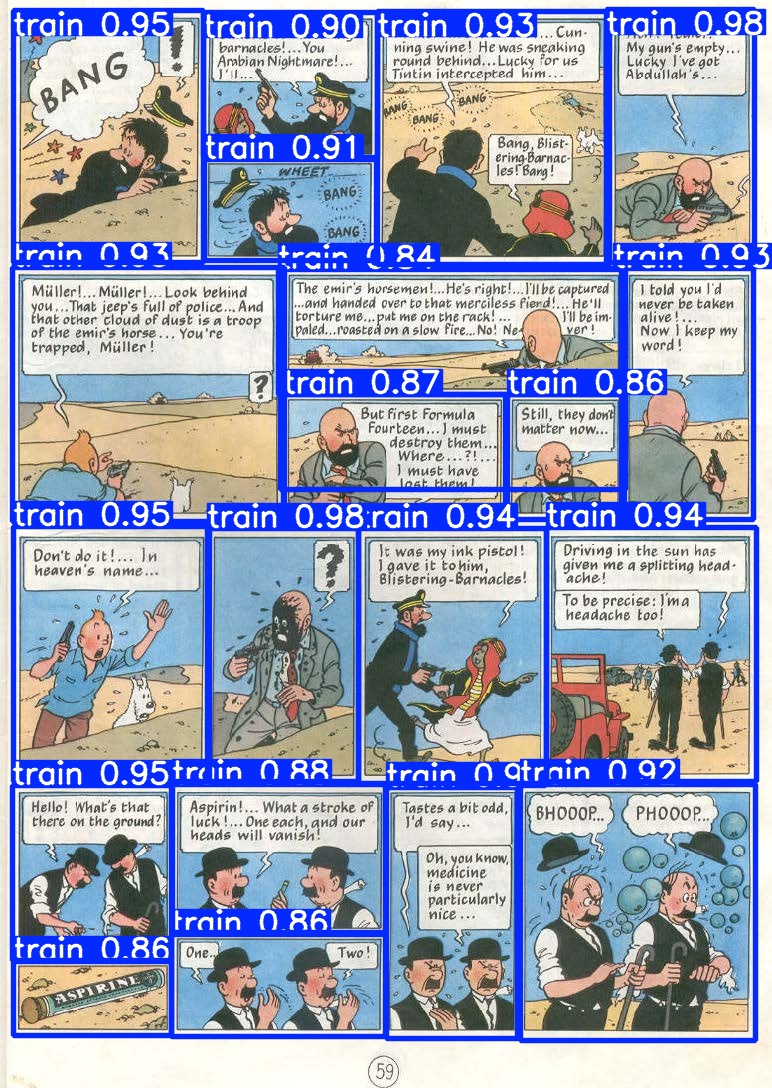 train 0.95
!
BANG
train 0.90
barnacles!...You
Arabian Nightmare!...
I'll...
train 0.91
WHEET
BANG
BANG
train 0.93
Cun-
ning swine! He was sneaking
round behind...Lucky for us
Tintin intercepted him...
BANG
BANG
BANG
Bang, Blist-
ering-Barnac-
les! Bang!
train 0.98
My gun's empty...
Lucky I've got
Abdullah's...
train 0.93
Müller!... Müller!... Look behind
you...That jeep's full of police... And
that other cloud of dust is a troop
of the emir's horse... You're
trapped, Müller!
?
train 0.84
The emir's horsemen!...He's right!...I'll be captured
...and handed over to that merciless fiend!... He'll
torture me...put me on the rack!... I'll be im-
paled...roasted on a slow fire...No! Ne ver!
train 0.87
But first Formula
Fourteen... I must
destroy them...
Where...?!...
I must have
lost them!
train 0.86
Still, they don't
matter now...
train 0.93
I told you I'd
never be taken
alive!...
Now I keep my
word!
train 0.95
Don't do it!... In
heaven's name...
train 0.98
?
train 0.94
It was my ink pistol!
I gave it to him,
Blistering-Barnacles!
train 0.94
Driving in the sun has
given me a splitting head-
ache!
To be precise: I'm a
headache too!
train 0.95
Hello! What's that
there on the ground?
train 0.86
ASPIRINE
train 0.88
Aspirin!... What a stroke of
luck!... One each, and our
heads will vanish!
train 0.86
One...
Two!
train 0.9
Tastes a bit odd,
I'd say...
Oh, you know,
medicine
is never
particularly
nice...
train 0.92
BHOOOP...
PHOOOP...
59